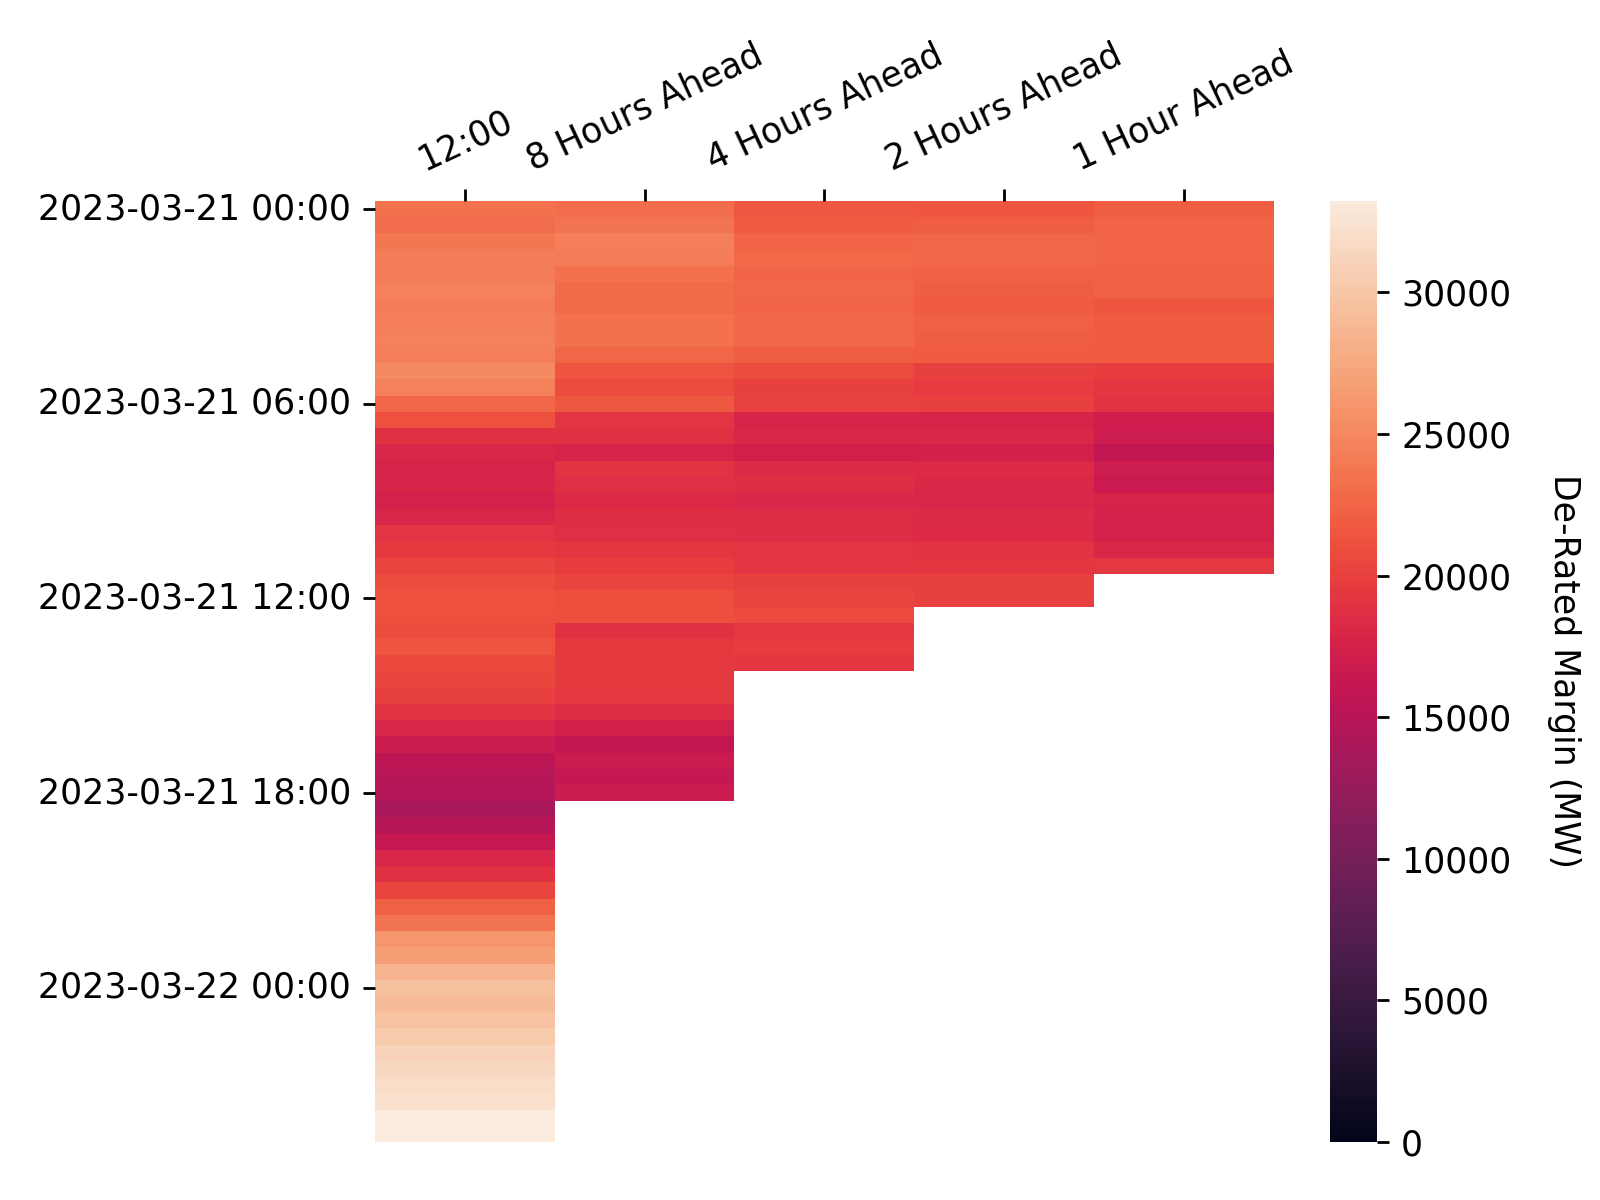 12:00
8 Hours Ahead
4 Hours Ahead
2 Hours Ahead
1 Hour Ahead
2023-03-21 00:00
2023-03-21 06:00
2023-03-21 12:00
2023-03-21 18:00
2023-03-22 00:00
30000
25000
20000
15000
10000
5000
0
De-Rated Margin (MW)